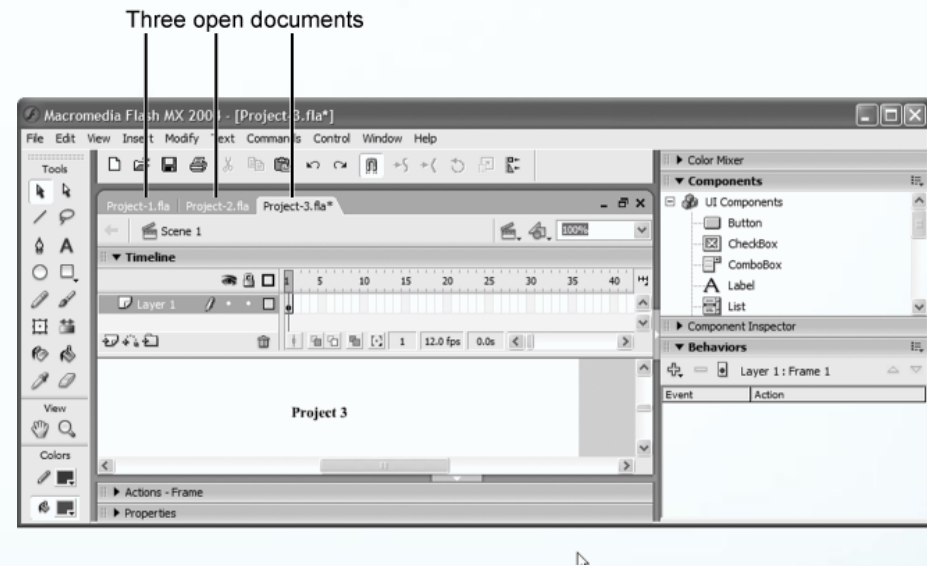 Three open documents
Macromedia Flash MX 200 - [Project-3.fla*]
File Edit View Insert Modify Text Commands Control Window Help
Tools
Color Mixer
Components
UI Components
Button
CheckBox
ComboBox
Label
List
Project-1.fla Project-2.fla Project-3.fla*
Scene 1
100%
Timeline
1 5 10 15 20 25 30 35 40
Layer 1
1 12.0 fps 0.0s
Component Inspector
Behaviors
Layer 1 : Frame 1
Event Action
View
Project 3
Colors
Actions - Frame
Properties